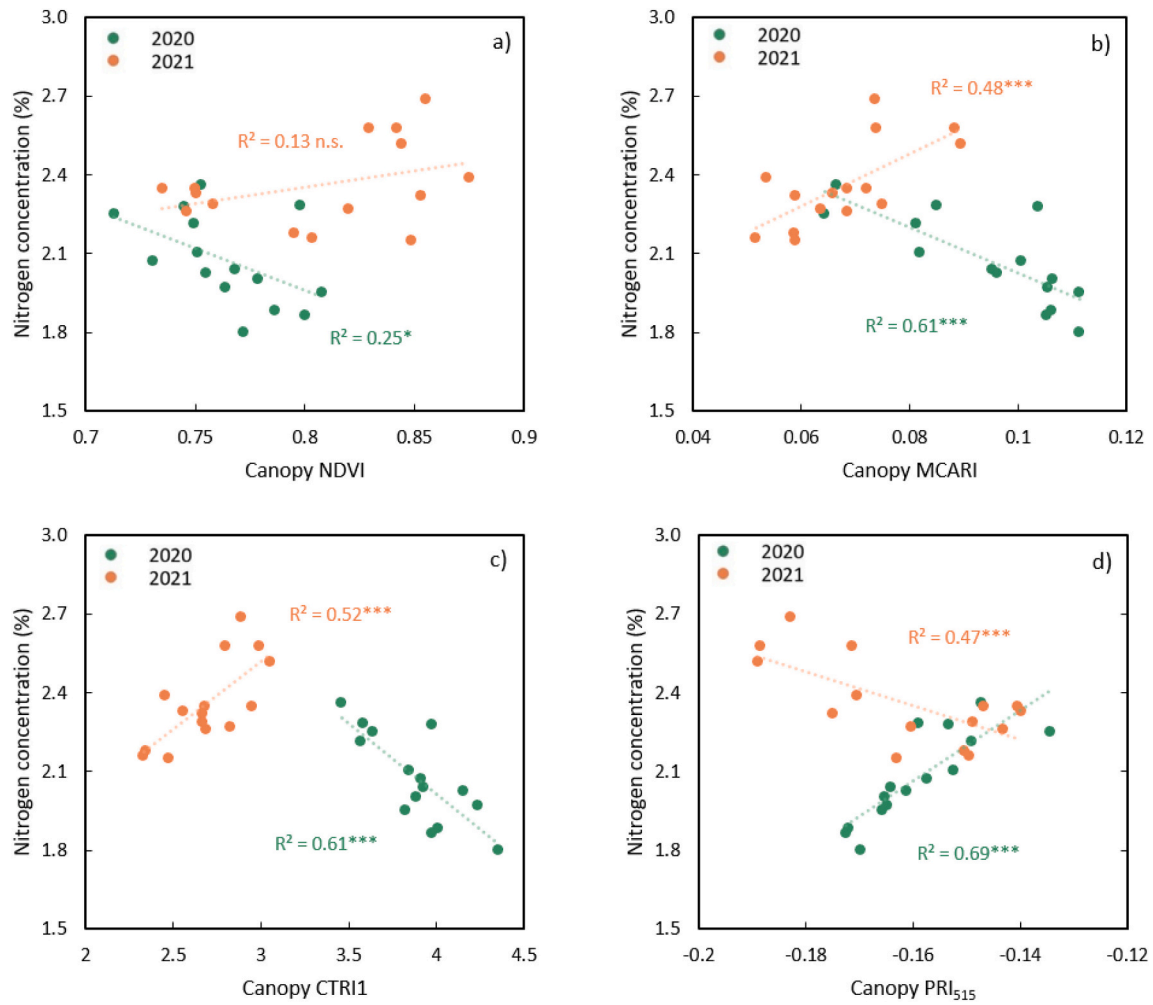 3.0
2.7
2.4
2.1
1.8
1.5
Nitrogen concentration (%)
2020
2021
a)
R² = 0.13 n.s.
R² = 0.25*
0.7 0.75 0.8 0.85 0.9
Canopy NDVI
3.0
2.7
2.4
2.1
1.8
1.5
Nitrogen concentration (%)
2020
2021
b)
R² = 0.48***
R² = 0.61***
0.04 0.06 0.08 0.1 0.12
Canopy MCARI
3.0
2.7
2.4
2.1
1.8
1.5
Nitrogen concentration (%)
2020
2021
c)
R² = 0.52***
R² = 0.61***
2 2.5 3 3.5 4 4.5
Canopy CTRI1
3.0
2.7
2.4
2.1
1.8
1.5
Nitrogen concentration (%)
2020
2021
d)
R² = 0.47***
R² = 0.69***
-0.2 -0.18 -0.16 -0.14 -0.12
Canopy PRI₅₁₅